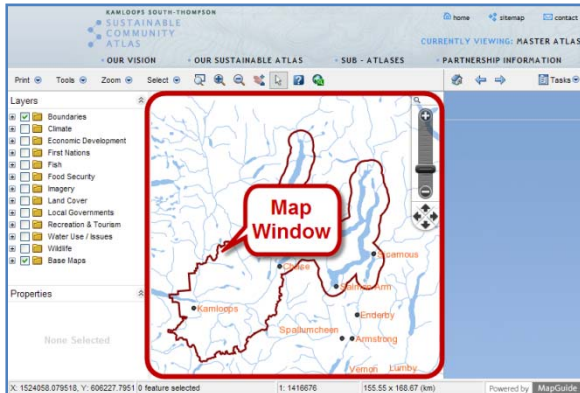 KAMLOOPS SOUTH-THOMPSON
SUSTAINABLE
COMMUNITY
ATLAS
home
sitemap
contact
CURRENTLY VIEWING: MASTER ATLAS
OUR VISION
OUR SUSTAINABLE ATLAS
SUB - ATLASES
PARTNERSHIP INFORMATION
Print
Tools
Zoom
Select
Tasks
Layers
Boundaries
Climate
Economic Development
First Nations
Fish
Food Security
Imagery
Land Cover
Local Governments
Recreation & Tourism
Water Use / Issues
Wildlife
Base Maps
Properties
None Selected
Map
Window
Sicamous
Chase
Salmon Arm
Kamloops
Enderby
Spallumcheen
Armstrong
Vernon
Lumby
X: 1524058.079518, Y: 606227.7951
0 feature selected
1: 1416676
155.55 x 168.67 (km)
Powered by MapGuide